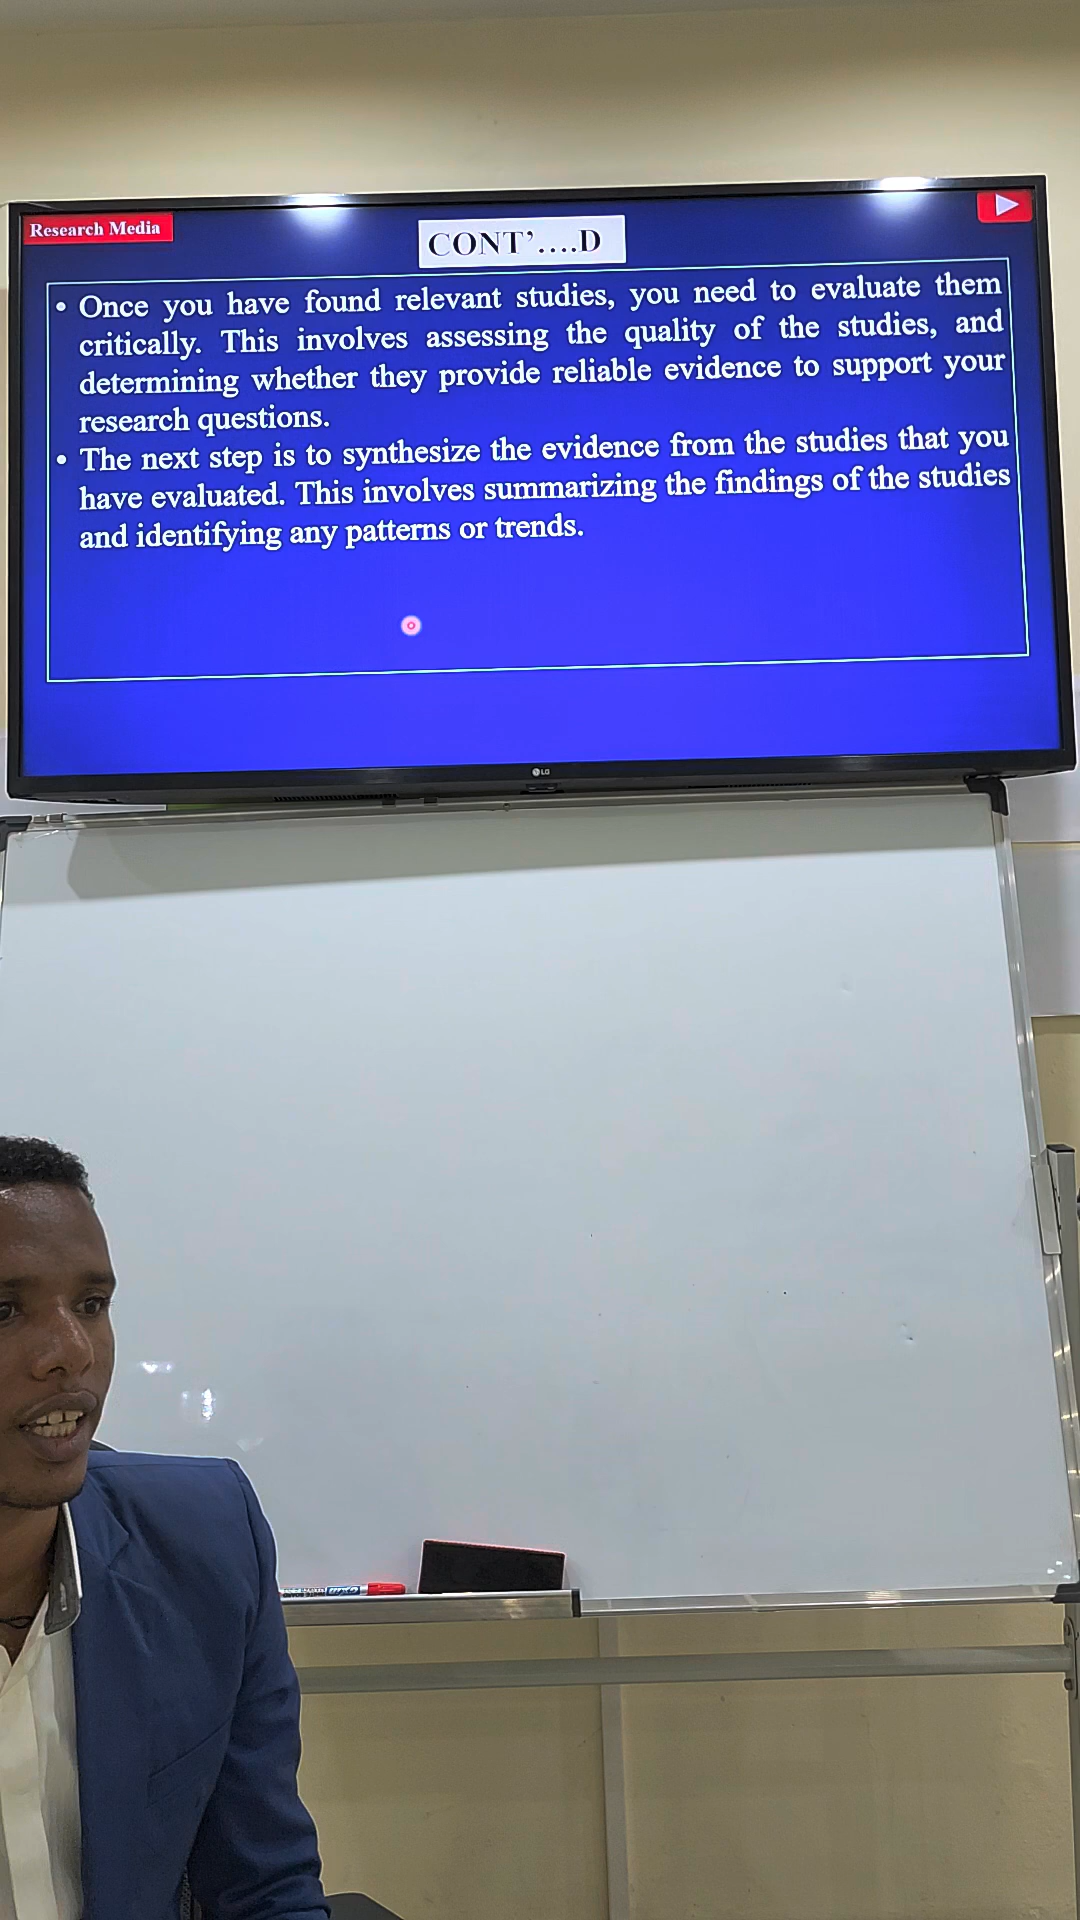 Research Media
CONT’....D
• Once you have found relevant studies, you need to evaluate them
critically. This involves assessing the quality of the studies, and
determining whether they provide reliable evidence to support your
research questions.
• The next step is to synthesize the evidence from the studies that you
have evaluated. This involves summarizing the findings of the studies
and identifying any patterns or trends.
LG